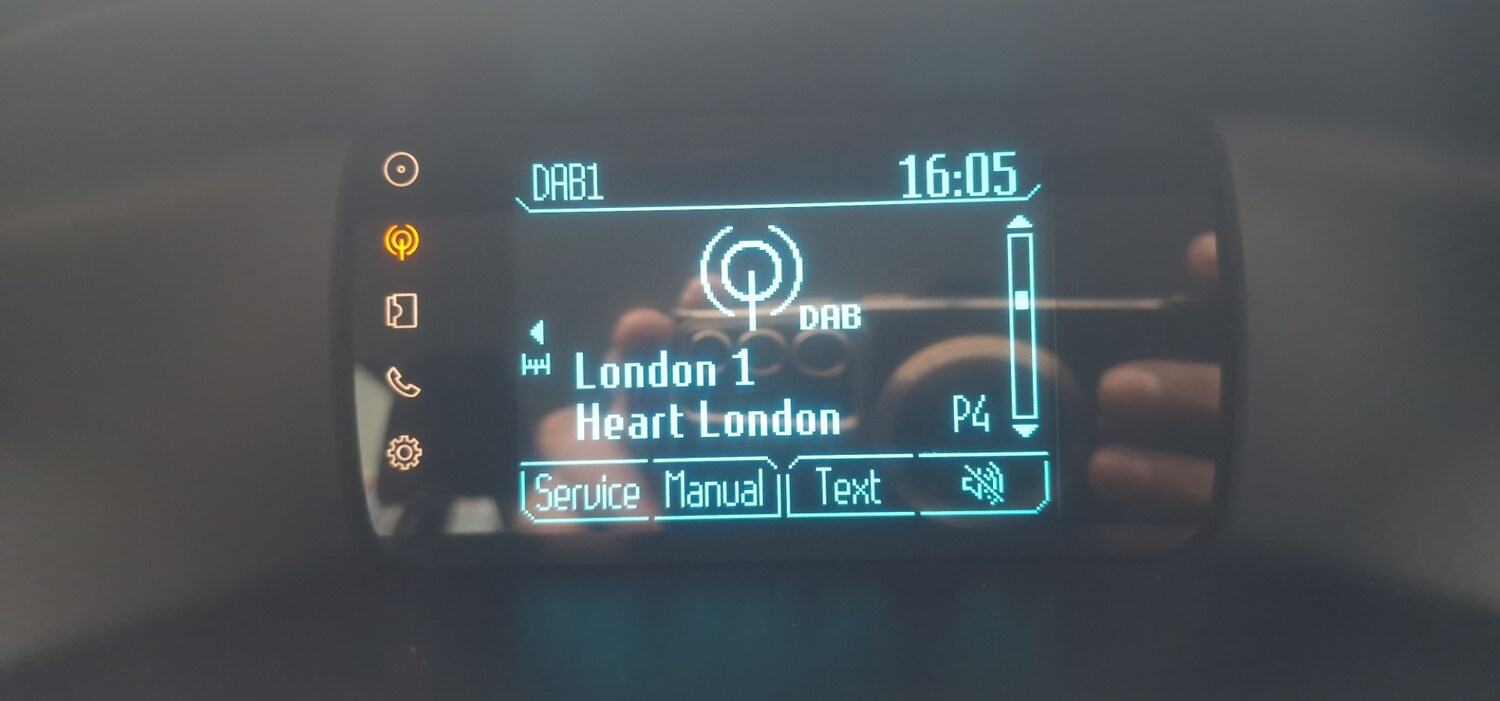 DAB1 16:05
DAB
London 1
Heart London P4
Service Manual Text